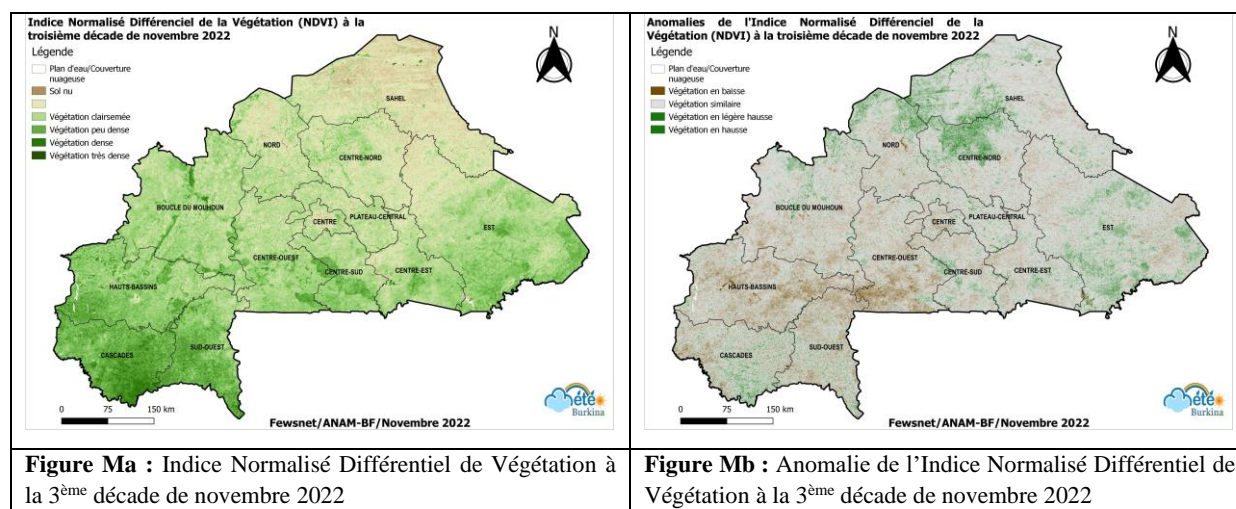 Indice Normalisé Différenciel de la Végétation (NDVI) à la
troisième décade de novembre 2022
Légende
Plan d'eau/Couverture
nuageuse
Sol nu
Végétation clairsemée
Végétation peu dense
Végétation dense
Végétation très dense
N
SAHEL
NORD
CENTRE-NORD
BOUCLE DU MOUHOUN
CENTRE
PLATEAU-CENTRAL
EST
CENTRE-OUEST
CENTRE-SUD
CENTRE-EST
HAUTS-BASSINS
CASCADES
SUD-OUEST
0 75 150 km
Fewsnet/ANAM-BF/Novembre 2022
Météo
Burkina
Figure Ma : Indice Normalisé Différentiel de Végétation à
la 3ème décade de novembre 2022
Anomalies de l'Indice Normalisé Différenciel de la
Végétation (NDVI) à la troisième décade de novembre 2022
Légende
Plan d'eau/Couverture
nuageuse
Végétation en baisse
Végétation similaire
Végétation en légère hausse
Végétation en hausse
N
SAHEL
NORD
CENTRE-NORD
BOUCLE DU MOUHOUN
CENTRE
PLATEAU-CENTRAL
EST
CENTRE-OUEST
CENTRE-SUD
CENTRE-EST
HAUTS-BASSINS
CASCADES
SUD-OUEST
0 75 150 km
Fewsnet/ANAM-BF/Novembre 2022
Météo
Burkina
Figure Mb : Anomalie de l’Indice Normalisé Différentiel de
Végétation à la 3ème décade de novembre 2022